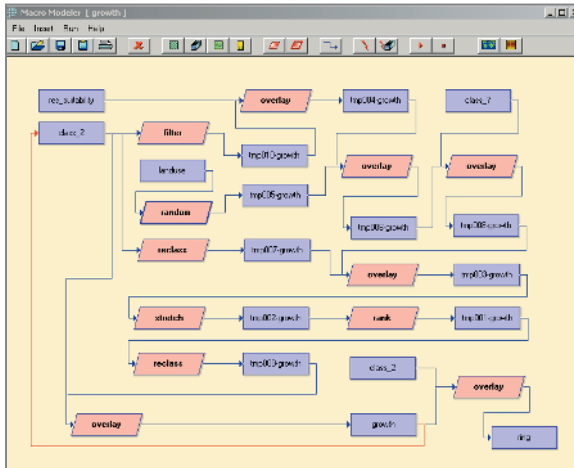 Macro Modeler [ growth ]
File Insert Run Help
res_suitability
overlay
tmp004-growth
class_?
class_2
filter
tmp010-growth
landuse
overlay
overlay
tmp005-growth
random
tmp006-growth
tmp008-growth
reclass
tmp007-growth
overlay
tmp003-growth
stretch
tmp002-growth
rank
tmp001-growth
reclass
tmp000-growth
class_2
overlay
overlay
growth
ring